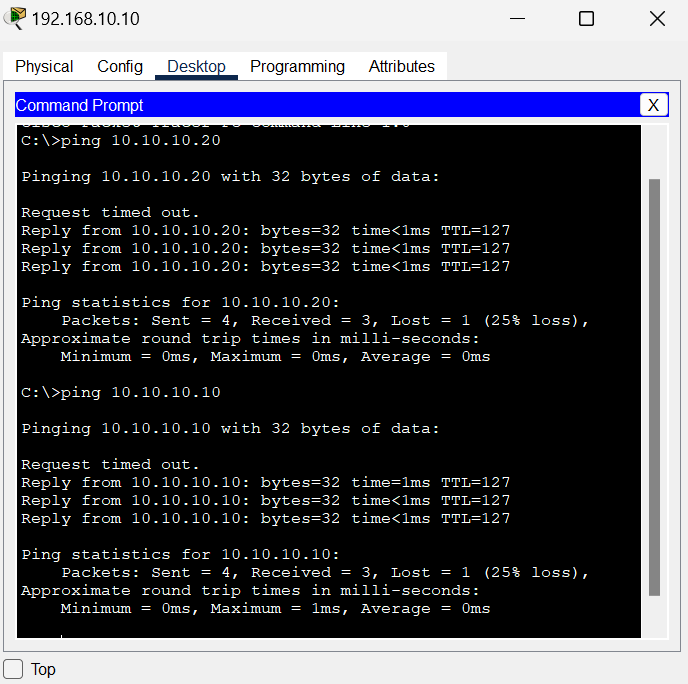 192.168.10.10
Physical Config Desktop Programming Attributes
Command Prompt X
C:\>ping 10.10.10.20
Pinging 10.10.10.20 with 32 bytes of data:
Request timed out.
Reply from 10.10.10.20: bytes=32 time<1ms TTL=127
Reply from 10.10.10.20: bytes=32 time<1ms TTL=127
Reply from 10.10.10.20: bytes=32 time<1ms TTL=127
Ping statistics for 10.10.10.20:
Packets: Sent = 4, Received = 3, Lost = 1 (25% loss),
Approximate round trip times in milli-seconds:
Minimum = 0ms, Maximum = 0ms, Average = 0ms
C:\>ping 10.10.10.10
Pinging 10.10.10.10 with 32 bytes of data:
Request timed out.
Reply from 10.10.10.10: bytes=32 time=1ms TTL=127
Reply from 10.10.10.10: bytes=32 time<1ms TTL=127
Reply from 10.10.10.10: bytes=32 time<1ms TTL=127
Ping statistics for 10.10.10.10:
Packets: Sent = 4, Received = 3, Lost = 1 (25% loss),
Approximate round trip times in milli-seconds:
Minimum = 0ms, Maximum = 1ms, Average = 0ms
Top